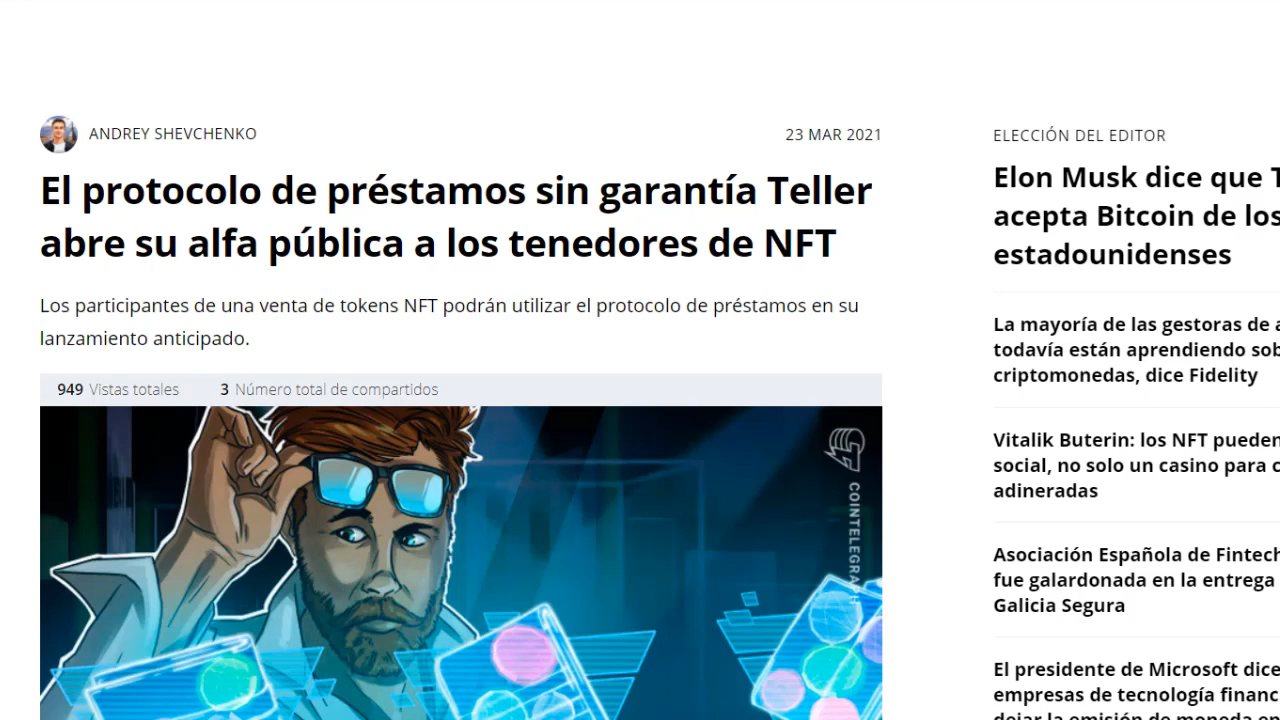 ANDREY SHEVCHENKO
23 MAR 2021
El protocolo de préstamos sin garantía Teller
abre su alfa pública a los tenedores de NFT
Los participantes de una venta de tokens NFT podrán utilizar el protocolo de préstamos en su
lanzamiento anticipado.
949 Vistas totales 3 Número total de compartidos
COINTELEGRAPH
ELECCIÓN DEL EDITOR
Elon Musk dice que
acepta Bitcoin de los
estadounidenses
La mayoría de las gestoras de
todavía están aprendiendo
criptomonedas, dice Fidelity
Vitalik Buterin: los NFT pueden
social, no solo un casino para
adineradas
Asociación Española de Fintech
fue galardonada en la entrega
Galicia Segura
El presidente de Microsoft dice
empresas de tecnología
dejar la emisión de moneda en